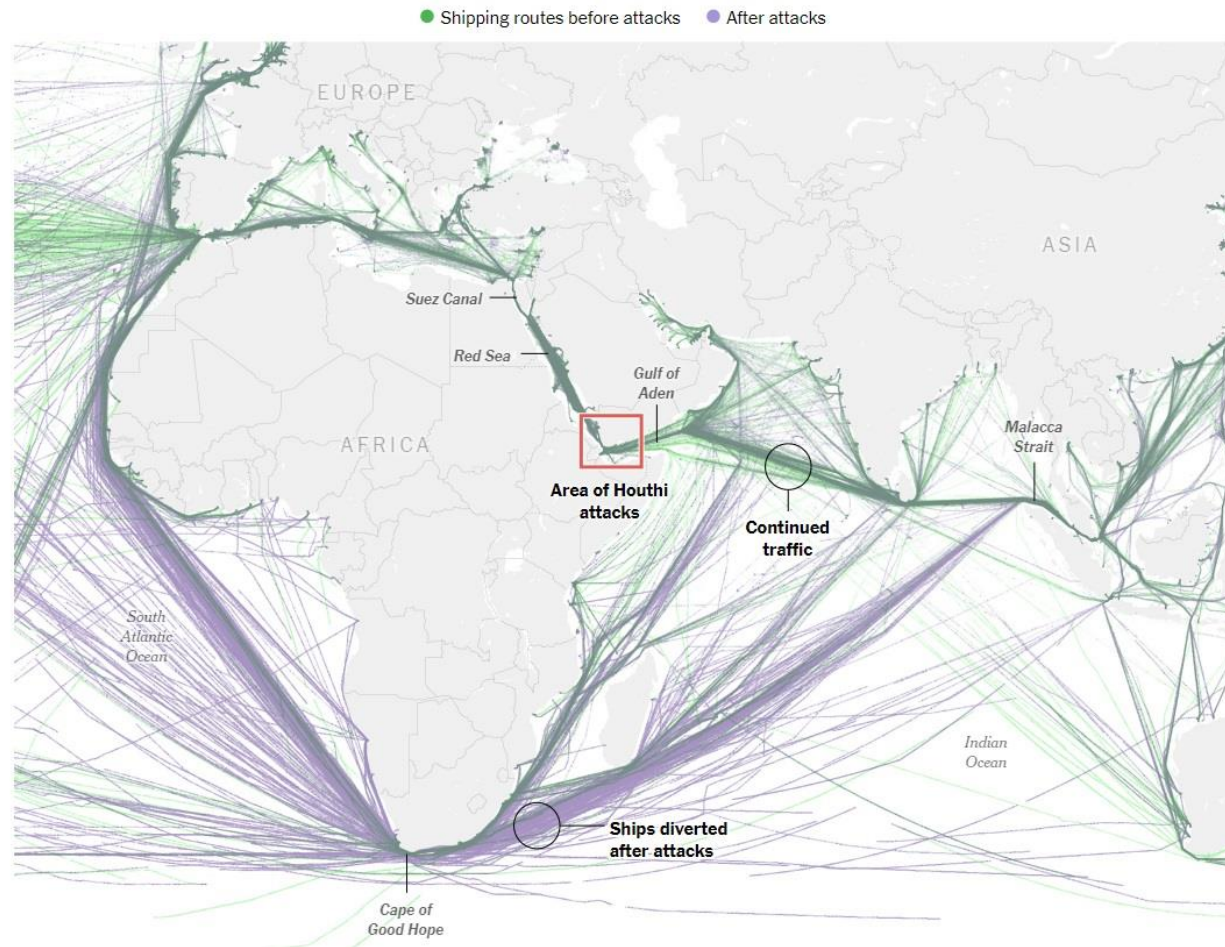 Shipping routes before attacks
After attacks
EUROPE
ASIA
Suez Canal
Red Sea
Gulf of
Aden
Malacca
Strait
AFRICA
Area of Houthi
attacks
Continued
traffic
South
Atlantic
Ocean
Indian
Ocean
Ships diverted
after attacks
Cape of
Good Hope